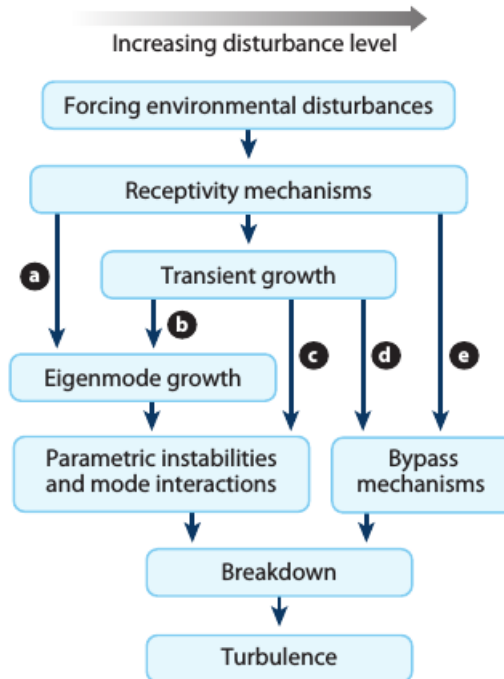 Increasing disturbance level
Forcing environmental disturbances
Receptivity mechanisms
a
Transient growth
b
c
d
e
Eigenmode growth
Parametric instabilities
and mode interactions
Bypass
mechanisms
Breakdown
Turbulence